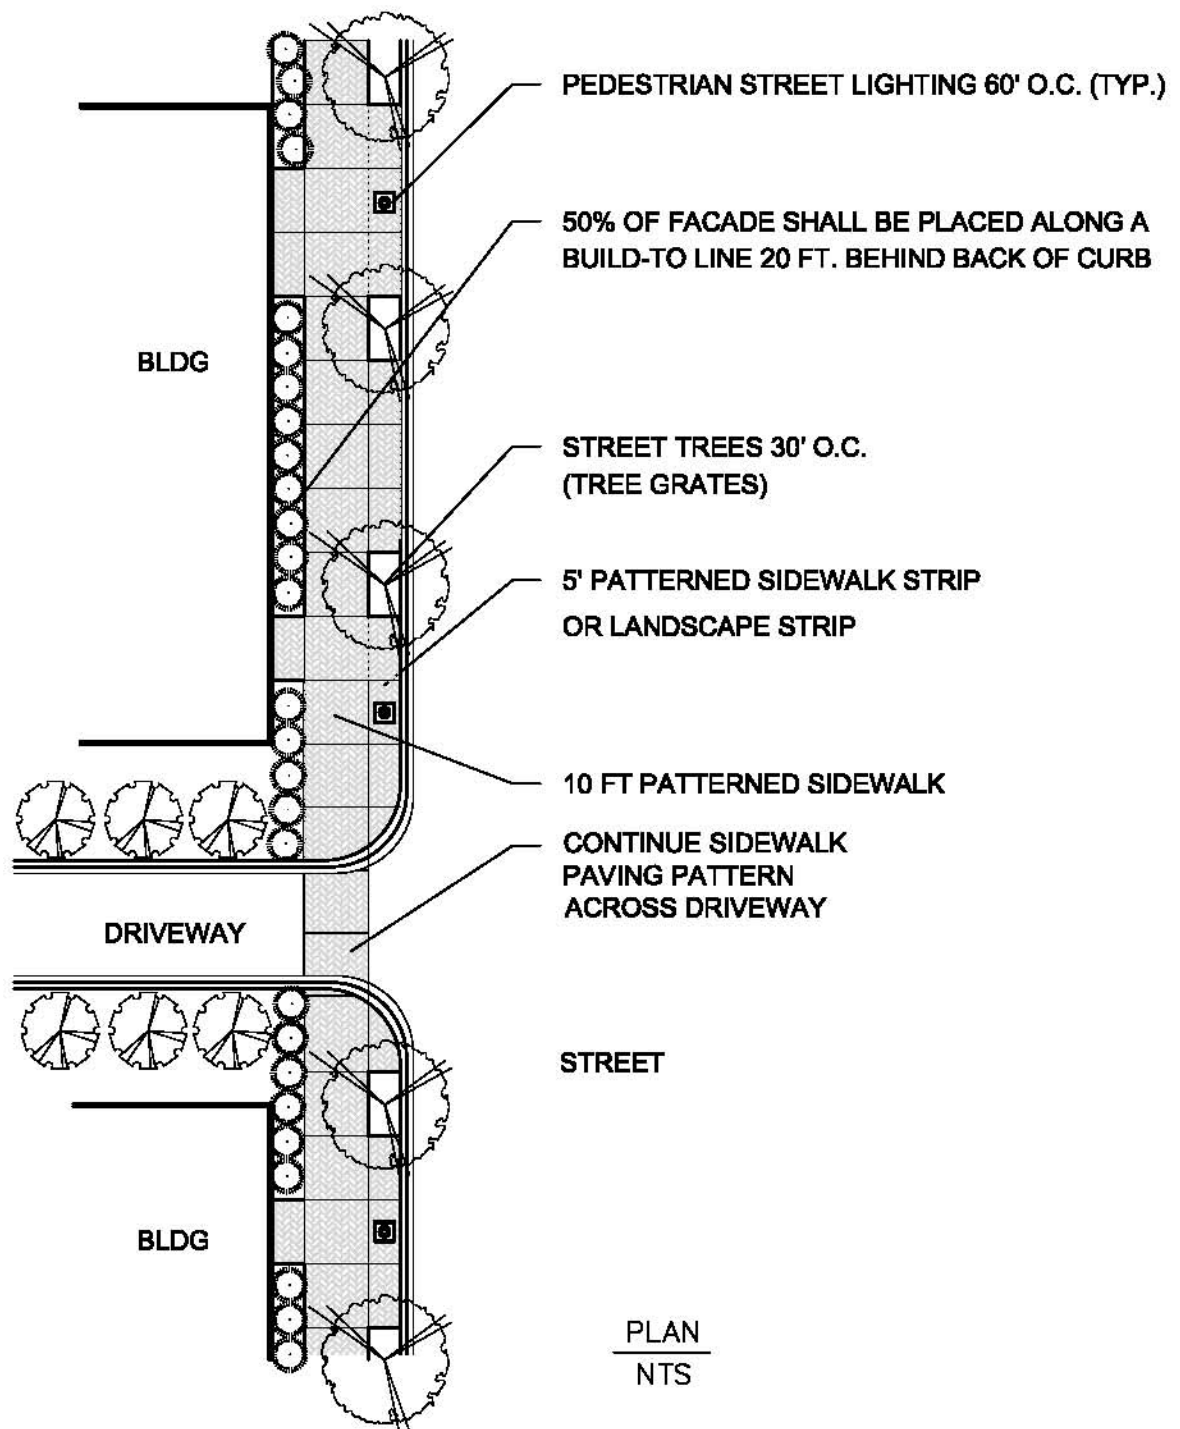 PEDESTRIAN STREET LIGHTING 60' O.C. (TYP.)
50% OF FACADE SHALL BE PLACED ALONG A
BUILD-TO LINE 20 FT. BEHIND BACK OF CURB
BLDG
STREET TREES 30' O.C.
(TREE GRATES)
5' PATTERNED SIDEWALK STRIP
OR LANDSCAPE STRIP
10 FT PATTERNED SIDEWALK
CONTINUE SIDEWALK
PAVING PATTERN
ACROSS DRIVEWAY
DRIVEWAY
STREET
BLDG
PLAN
NTS